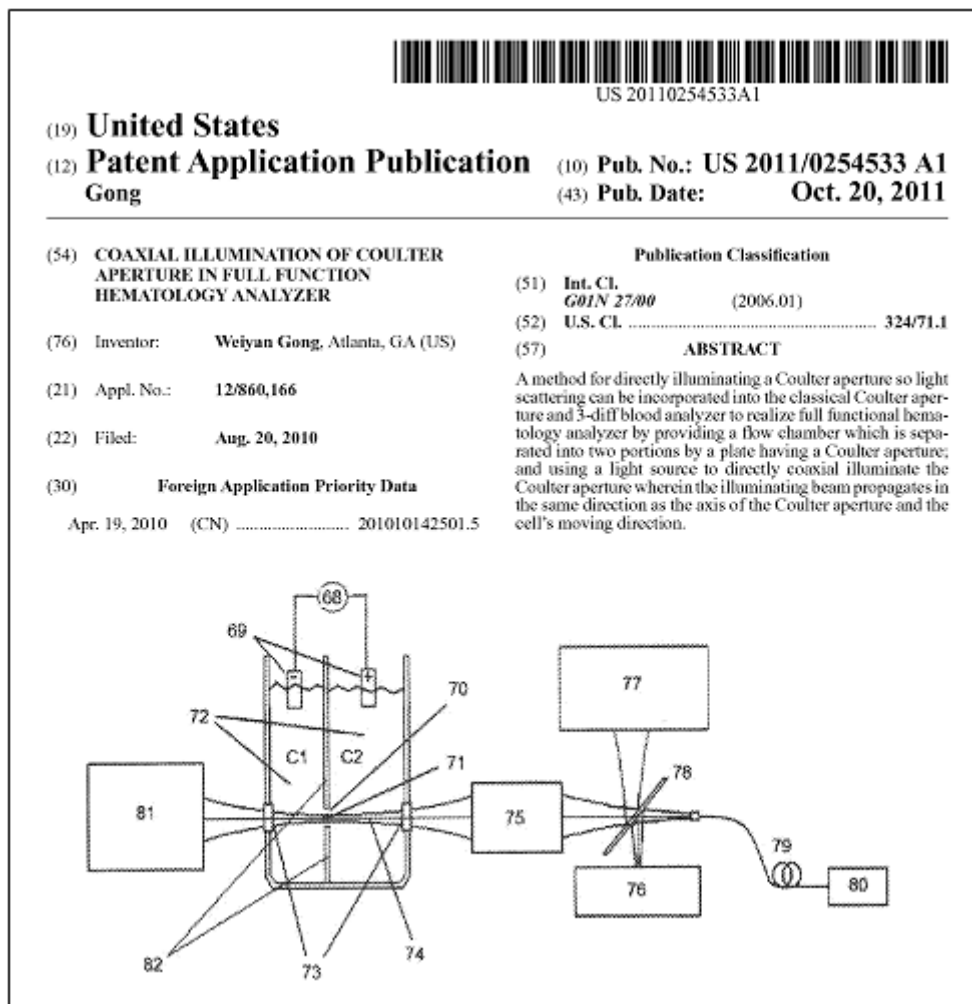 US 20110254533A1
(19) United States
(12) Patent Application Publication
Gong
(10) Pub. No.: US 2011/0254533 A1
(43) Pub. Date: Oct. 20, 2011
(54) COAXIAL ILLUMINATION OF COULTER
APERTURE IN FULL FUNCTION
HEMATOLOGY ANALYZER
(76) Inventor: Weiyan Gong, Atlanta, GA (US)
(21) Appl. No.: 12/860,166
(22) Filed: Aug. 20, 2010
(30) Foreign Application Priority Data
Apr. 19, 2010 (CN) ......................... 201010142501.5
Publication Classification
(51) Int. Cl.
G01N 27/00 (2006.01)
(52) U.S. Cl. ..................................................... 324/71.1
(57) ABSTRACT
A method for directly illuminating a Coulter aperture so light
scattering can be incorporated into the classical Coulter aper-
ture and 3-diff blood analyzer to realize full functional hema-
tology analyzer by providing a flow chamber which is sepa-
rated into two portions by a plate having a Coulter aperture;
and using a light source to directly coaxial illuminate the
Coulter aperture wherein the illuminating beam propagates in
the same direction as the axis of the Coulter aperture and the
cell's moving direction.
68
69
- +
70
77
72
C1 C2
71
78
81
75
79
76
80
82
73
74